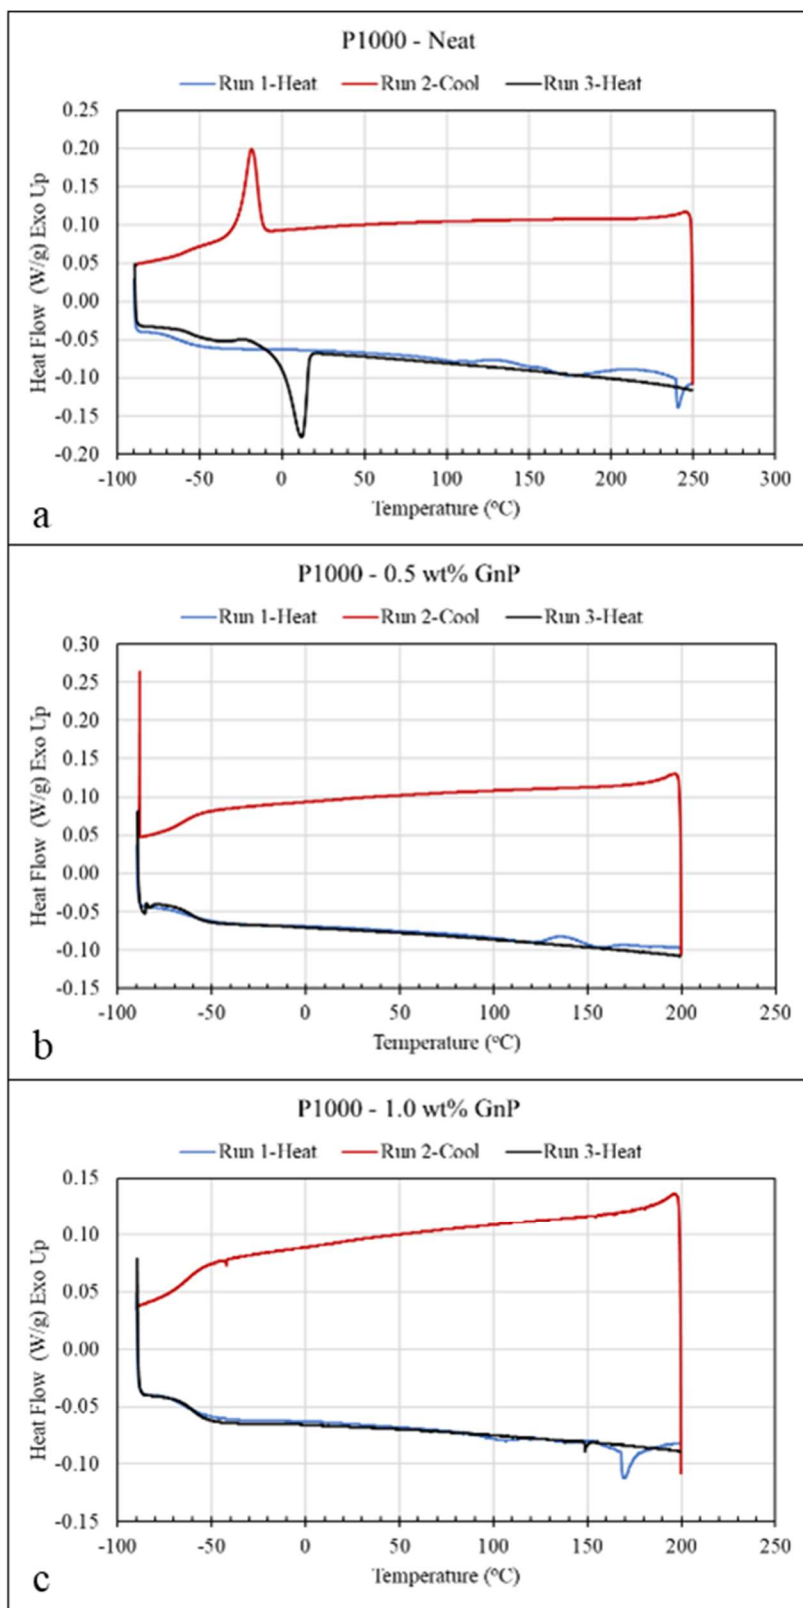 P1000 - Neat
Run 1-Heat Run 2-Cool Run 3-Heat
0.25
0.20
0.15
0.10
0.05
0.00
-0.05
-0.10
-0.15
-0.20
Heat Flow (W/g) Exo Up
-100 -50 0 50 100 150 200 250 300
Temperature (°C)
a
P1000 - 0.5 wt% GnP
Run 1-Heat Run 2-Cool Run 3-Heat
0.30
0.25
0.20
0.15
0.10
0.05
0.00
-0.05
-0.10
-0.15
Heat Flow (W/g) Exo Up
-100 -50 0 50 100 150 200 250
Temperature (°C)
b
P1000 - 1.0 wt% GnP
Run 1-Heat Run 2-Cool Run 3-Heat
0.15
0.10
0.05
0.00
-0.05
-0.10
-0.15
Heat Flow (W/g) Exo Up
-100 -50 0 50 100 150 200 250
Temperature (°C)
c